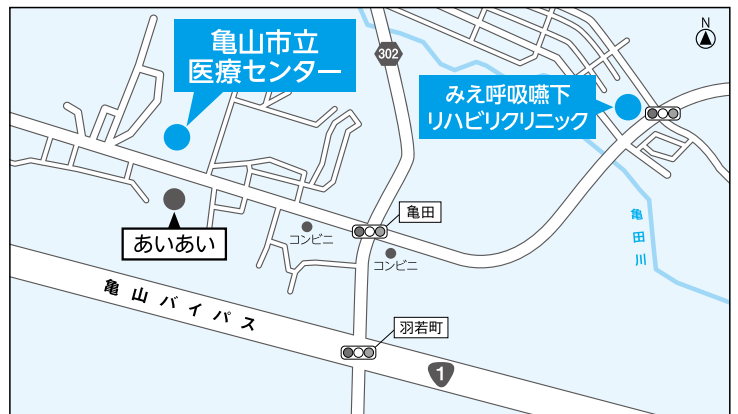 亀山市立
医療センター
302
みえ呼吸嚥下
リハビリクリニック
N
亀田
コンビニ
コンビニ
亀田川
あいあい
亀山バイパス
羽若町
1